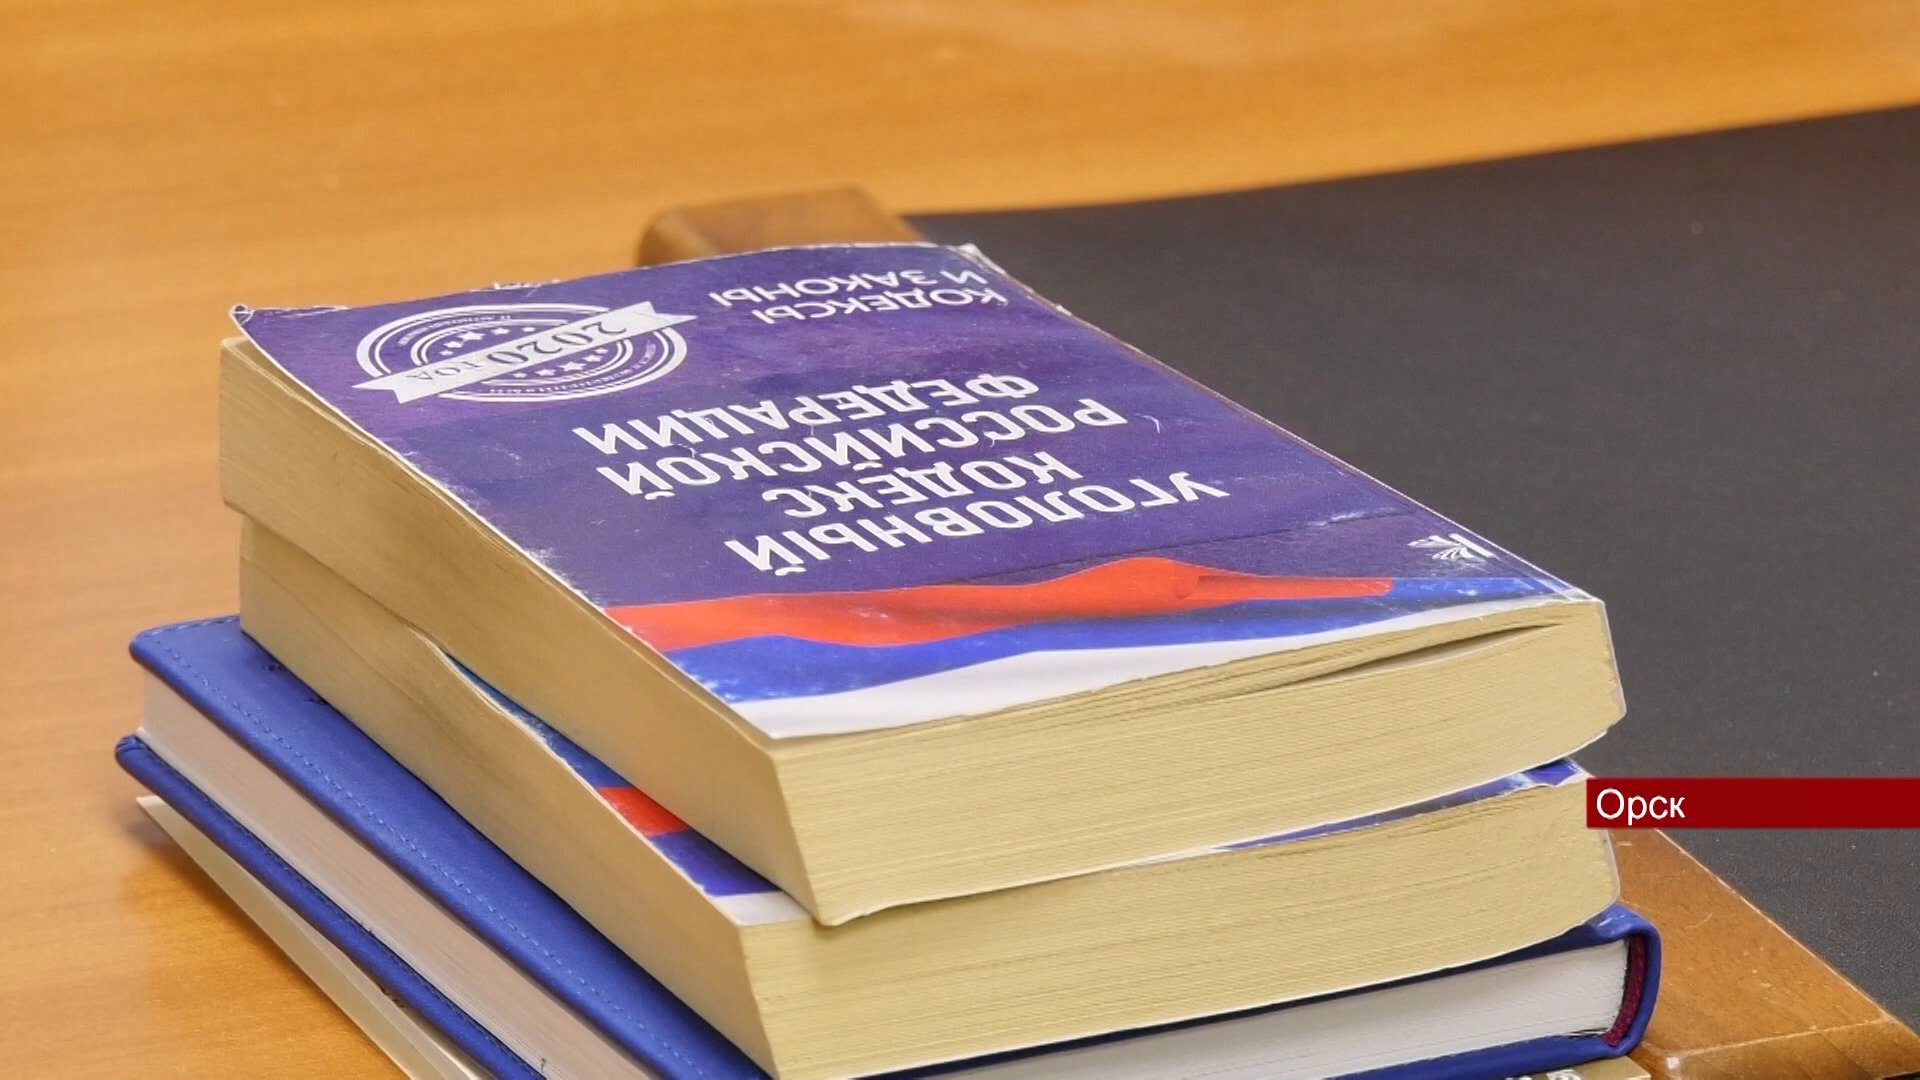 КОДЕКСЫ
И ЗАКОНЫ
2020 ГОД
УГОЛОВНЫЙ
КОДЕКС
РОССИЙСКОЙ
ФЕДЕРАЦИИ
Орск